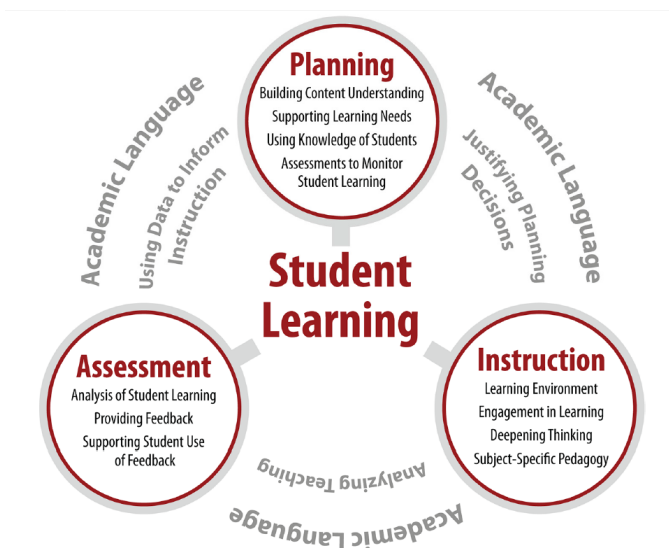 Planning
Building Content Understanding
Supporting Learning Needs
Using Knowledge of Students
Assessments to Monitor
Student Learning
Academic Language
Using Data to Inform
Instruction
Academic Language
Justifying Planning
Decisions
Student
Learning
Assessment
Analysis of Student Learning
Providing Feedback
Supporting Student Use
of Feedback
Instruction
Learning Environment
Engagement in Learning
Deepening Thinking
Subject-Specific Pedagogy
Analyzing Teaching
Academic Language